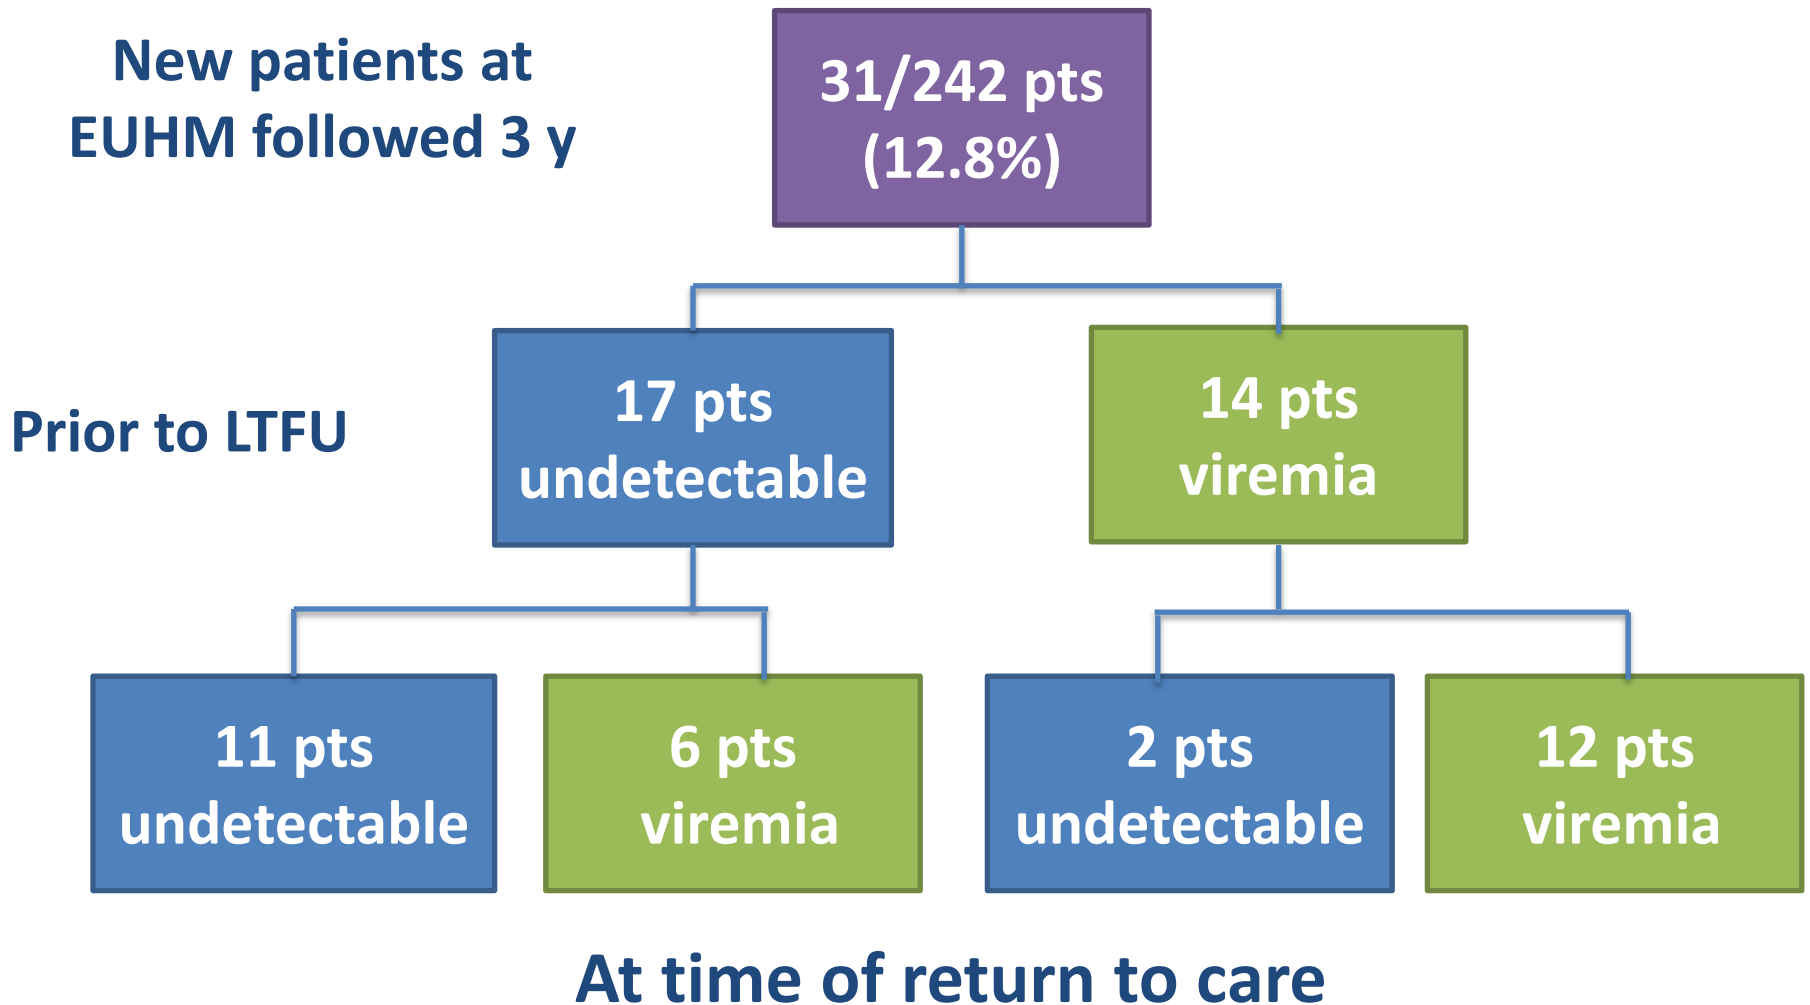 New patients at
EUHM followed 3 y
31/242 pts
(12.8%)
Prior to LTFU
17 pts
undetectable
14 pts
viremia
11 pts
undetectable
6 pts
viremia
2 pts
undetectable
12 pts
viremia
At time of return to care